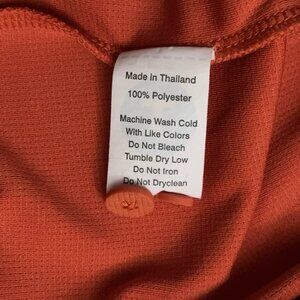 Made in Thailand
100% Polyester
Machine Wash Cold
With Like Colors
Do Not Bleach
Tumble Dry Low
Do Not Iron
Do Not Dryclean